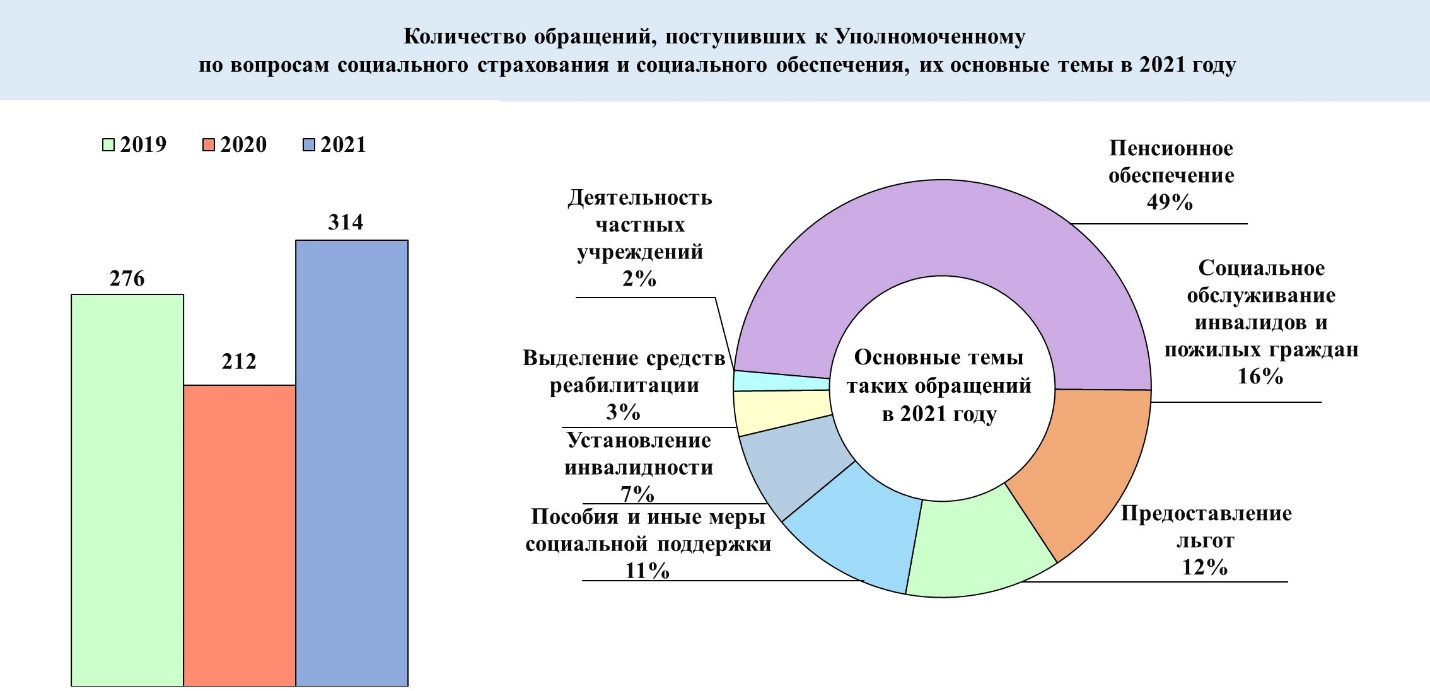 Количество обращений, поступивших к Уполномоченному
по вопросам социального страхования и социального обеспечения, их основные темы в 2021 году
2019 2020 2021
276
212
314
Основные темы
таких обращений
в 2021 году
Пенсионное
обеспечение
49%
Социальное
обслуживание
инвалидов и
пожилых граждан
16%
Предоставление
льгот
12%
Пособия и иные меры
социальной поддержки
11%
Установление
инвалидности
7%
Выделение средств
реабилитации
3%
Деятельность
частных
учреждений
2%